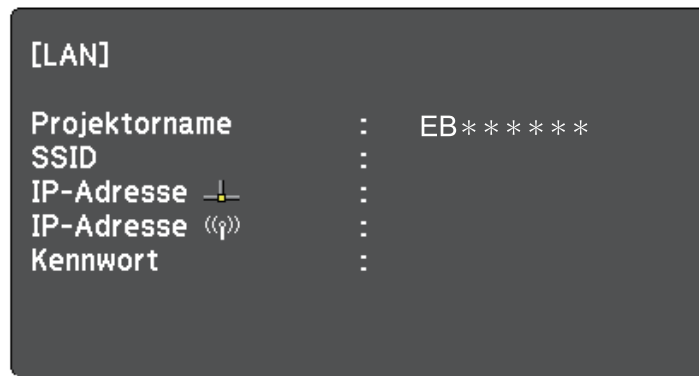 [LAN]
Projektorname : EB******
SSID :
IP-Adresse :
IP-Adresse :
Kennwort :